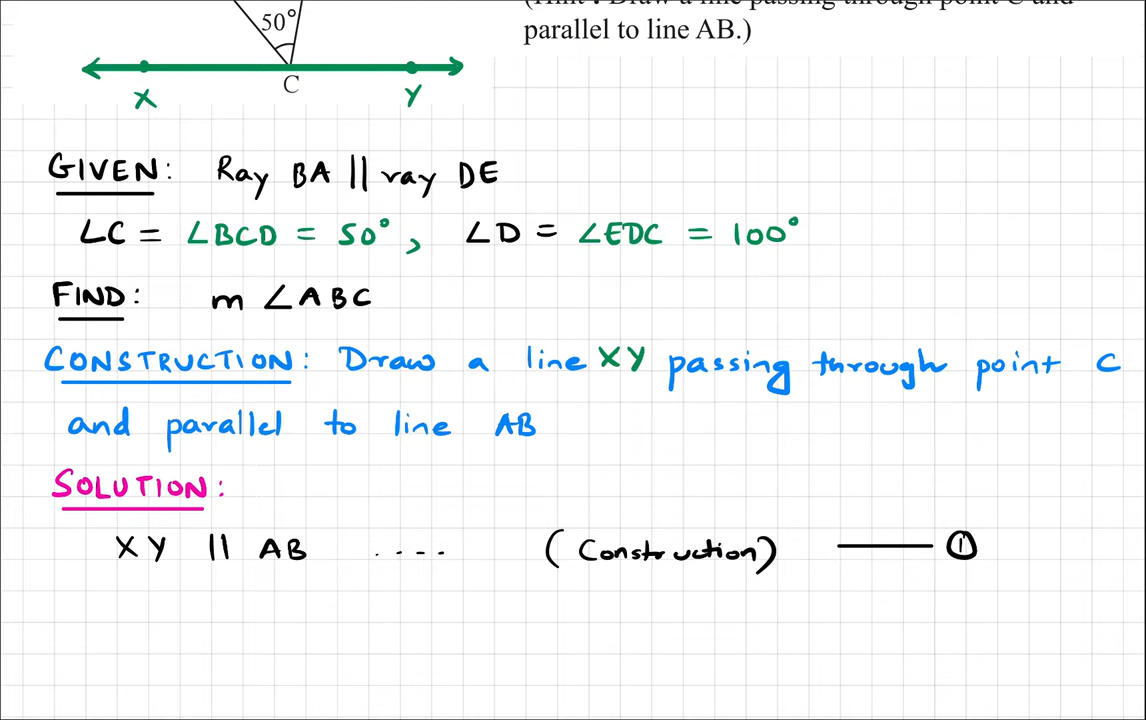 50°
parallel to line AB.)
C
X Y
GIVEN: Ray BA || ray DE
∠C = ∠BCD = 50°, ∠D = ∠EDC = 100°
FIND: m ∠ABC
CONSTRUCTION: Draw a line XY passing through point C
and parallel to line AB
SOLUTION:
XY || AB .... (Construction) —— ①